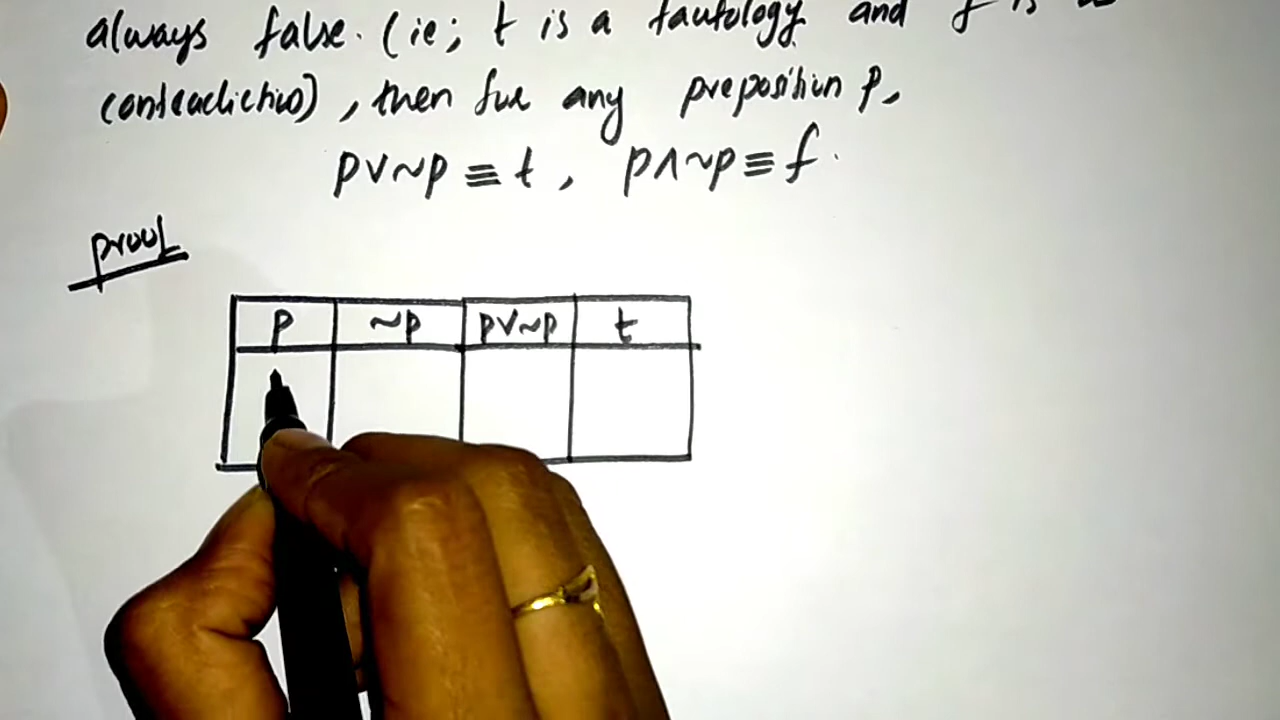 always false. (ie; t is a tautology and f is a
contradiction), then for any preposition p,
p∨~p ≡ t, p∧~p ≡ f.
proof
p ~p p∨~p t